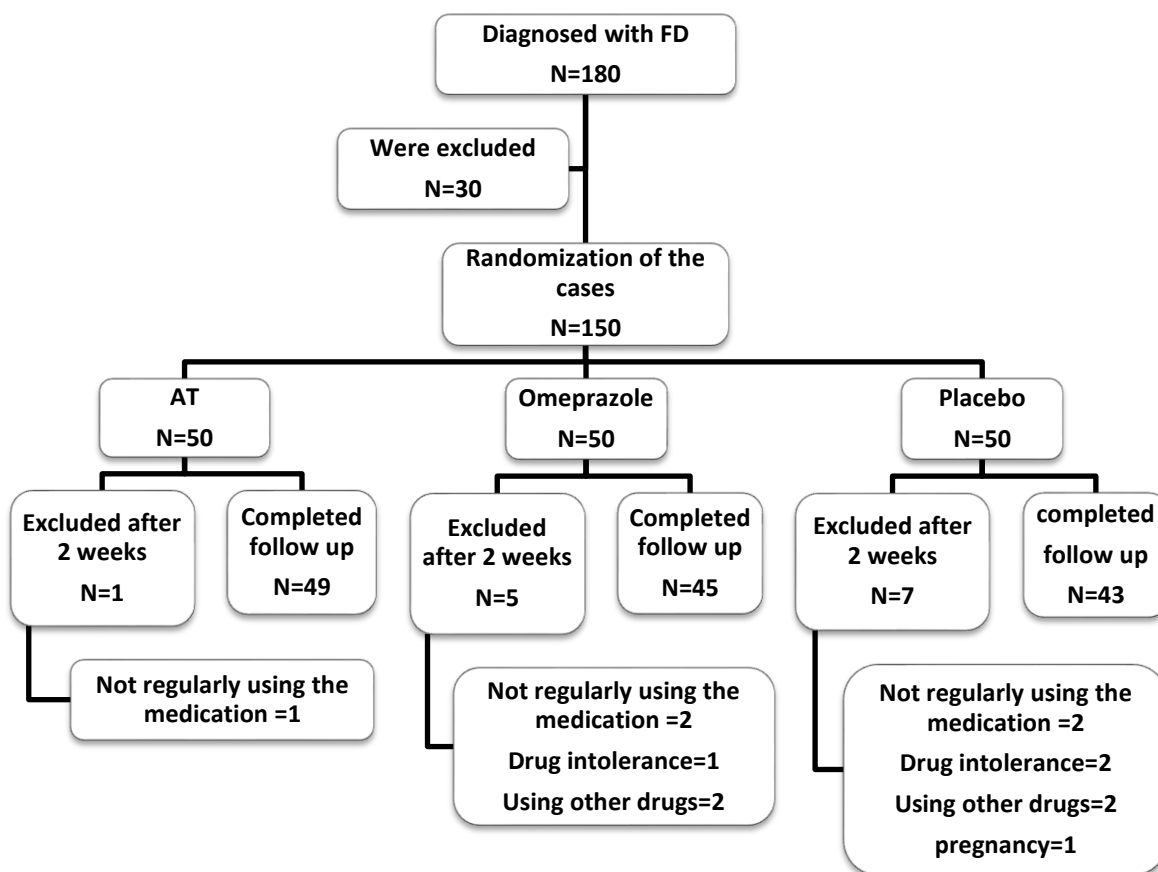 Diagnosed with FD
N=180
Were excluded
N=30
Randomization of the
cases
N=150
AT
N=50
Omeprazole
N=50
Placebo
N=50
Excluded after
2 weeks
N=1
Completed
follow up
N=49
Excluded
after 2 weeks
N=5
Completed
follow up
N=45
Excluded after
2 weeks
N=7
completed
follow up
N=43
Not regularly using the
medication =1
Not regularly using the
medication =2
Drug intolerance=1
Using other drugs=2
Not regularly using the
medication =2
Drug intolerance=2
Using other drugs=2
pregnancy=1